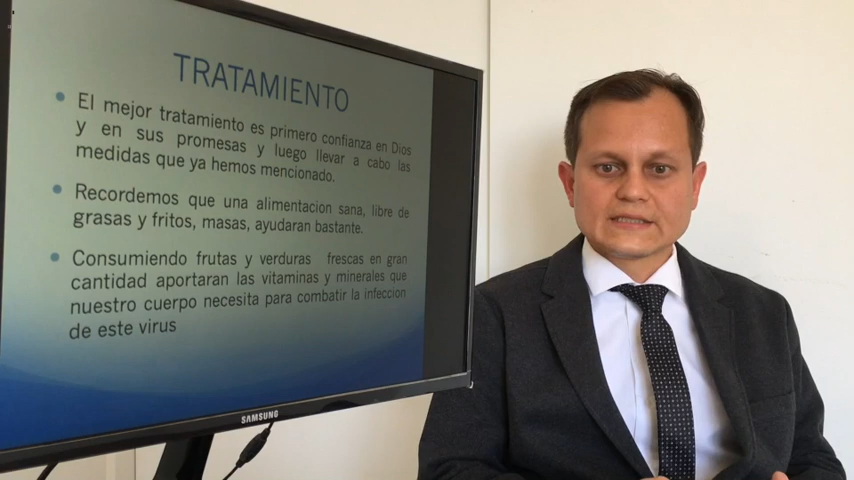 TRATAMIENTO
El mejor tratamiento es primero confianza en Dios
y en sus promesas y luego llevar a cabo las
medidas que ya hemos mencionado.
Recordemos que una alimentacion sana, libre de
grasas y fritos, masas, ayudaran bastante.
Consumiendo frutas y verduras frescas en gran
cantidad aportaran las vitaminas y minerales que
nuestro cuerpo necesita para combatir la infeccion
de este virus
SAMSUNG